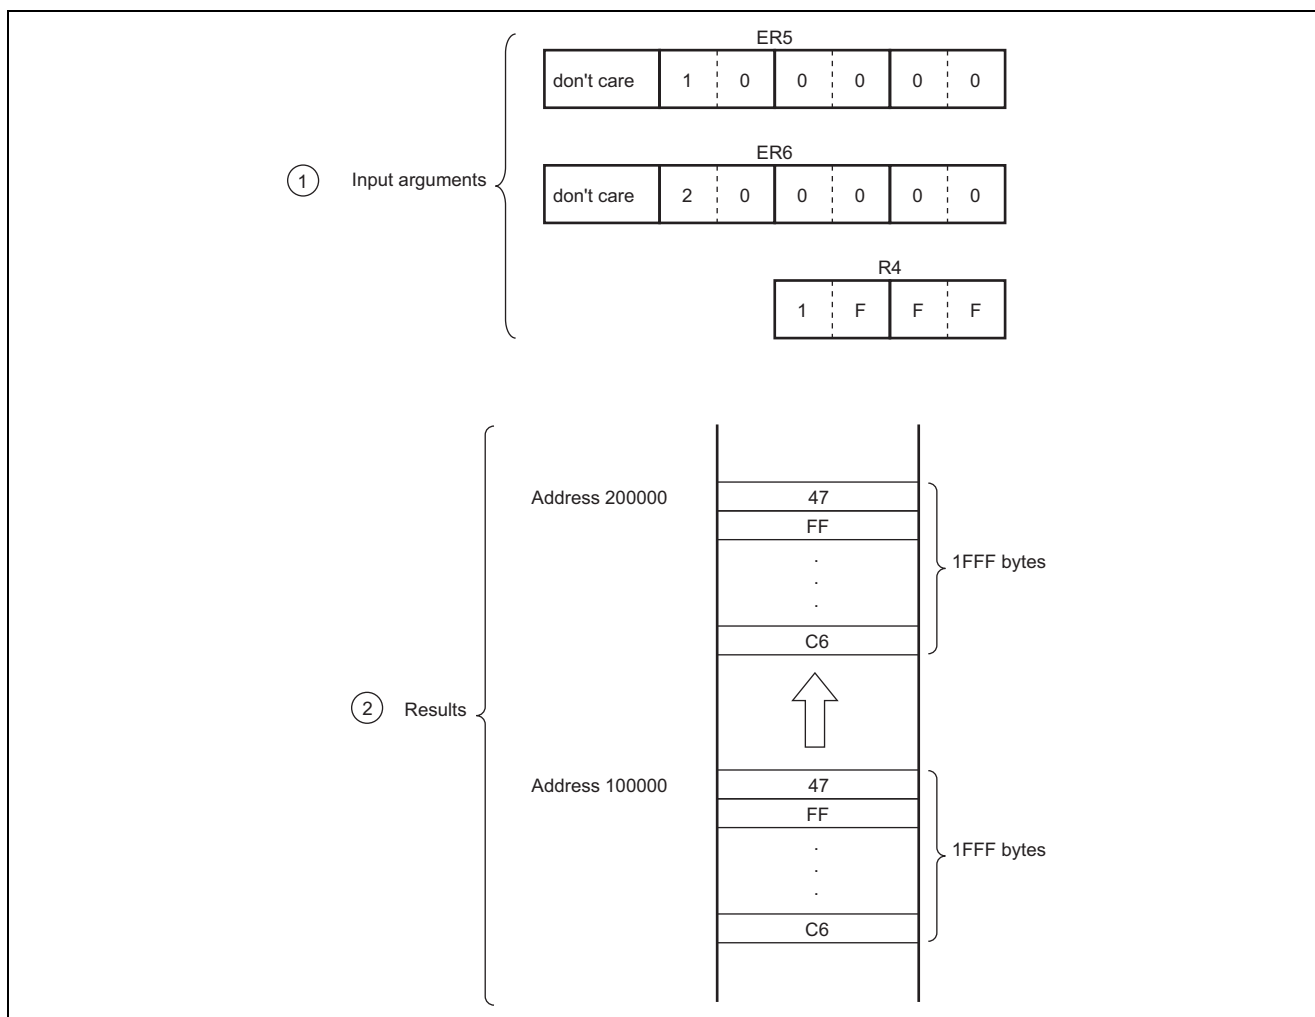 ER5
don't care 1 0 0 0 0 0
ER6
1 Input arguments
don't care 2 0 0 0 0 0
R4
1 F F F
Address 200000 47
FF
1FFF bytes
.
.
.
C6
2 Results
Address 100000 47
FF
1FFF bytes
.
.
.
C6